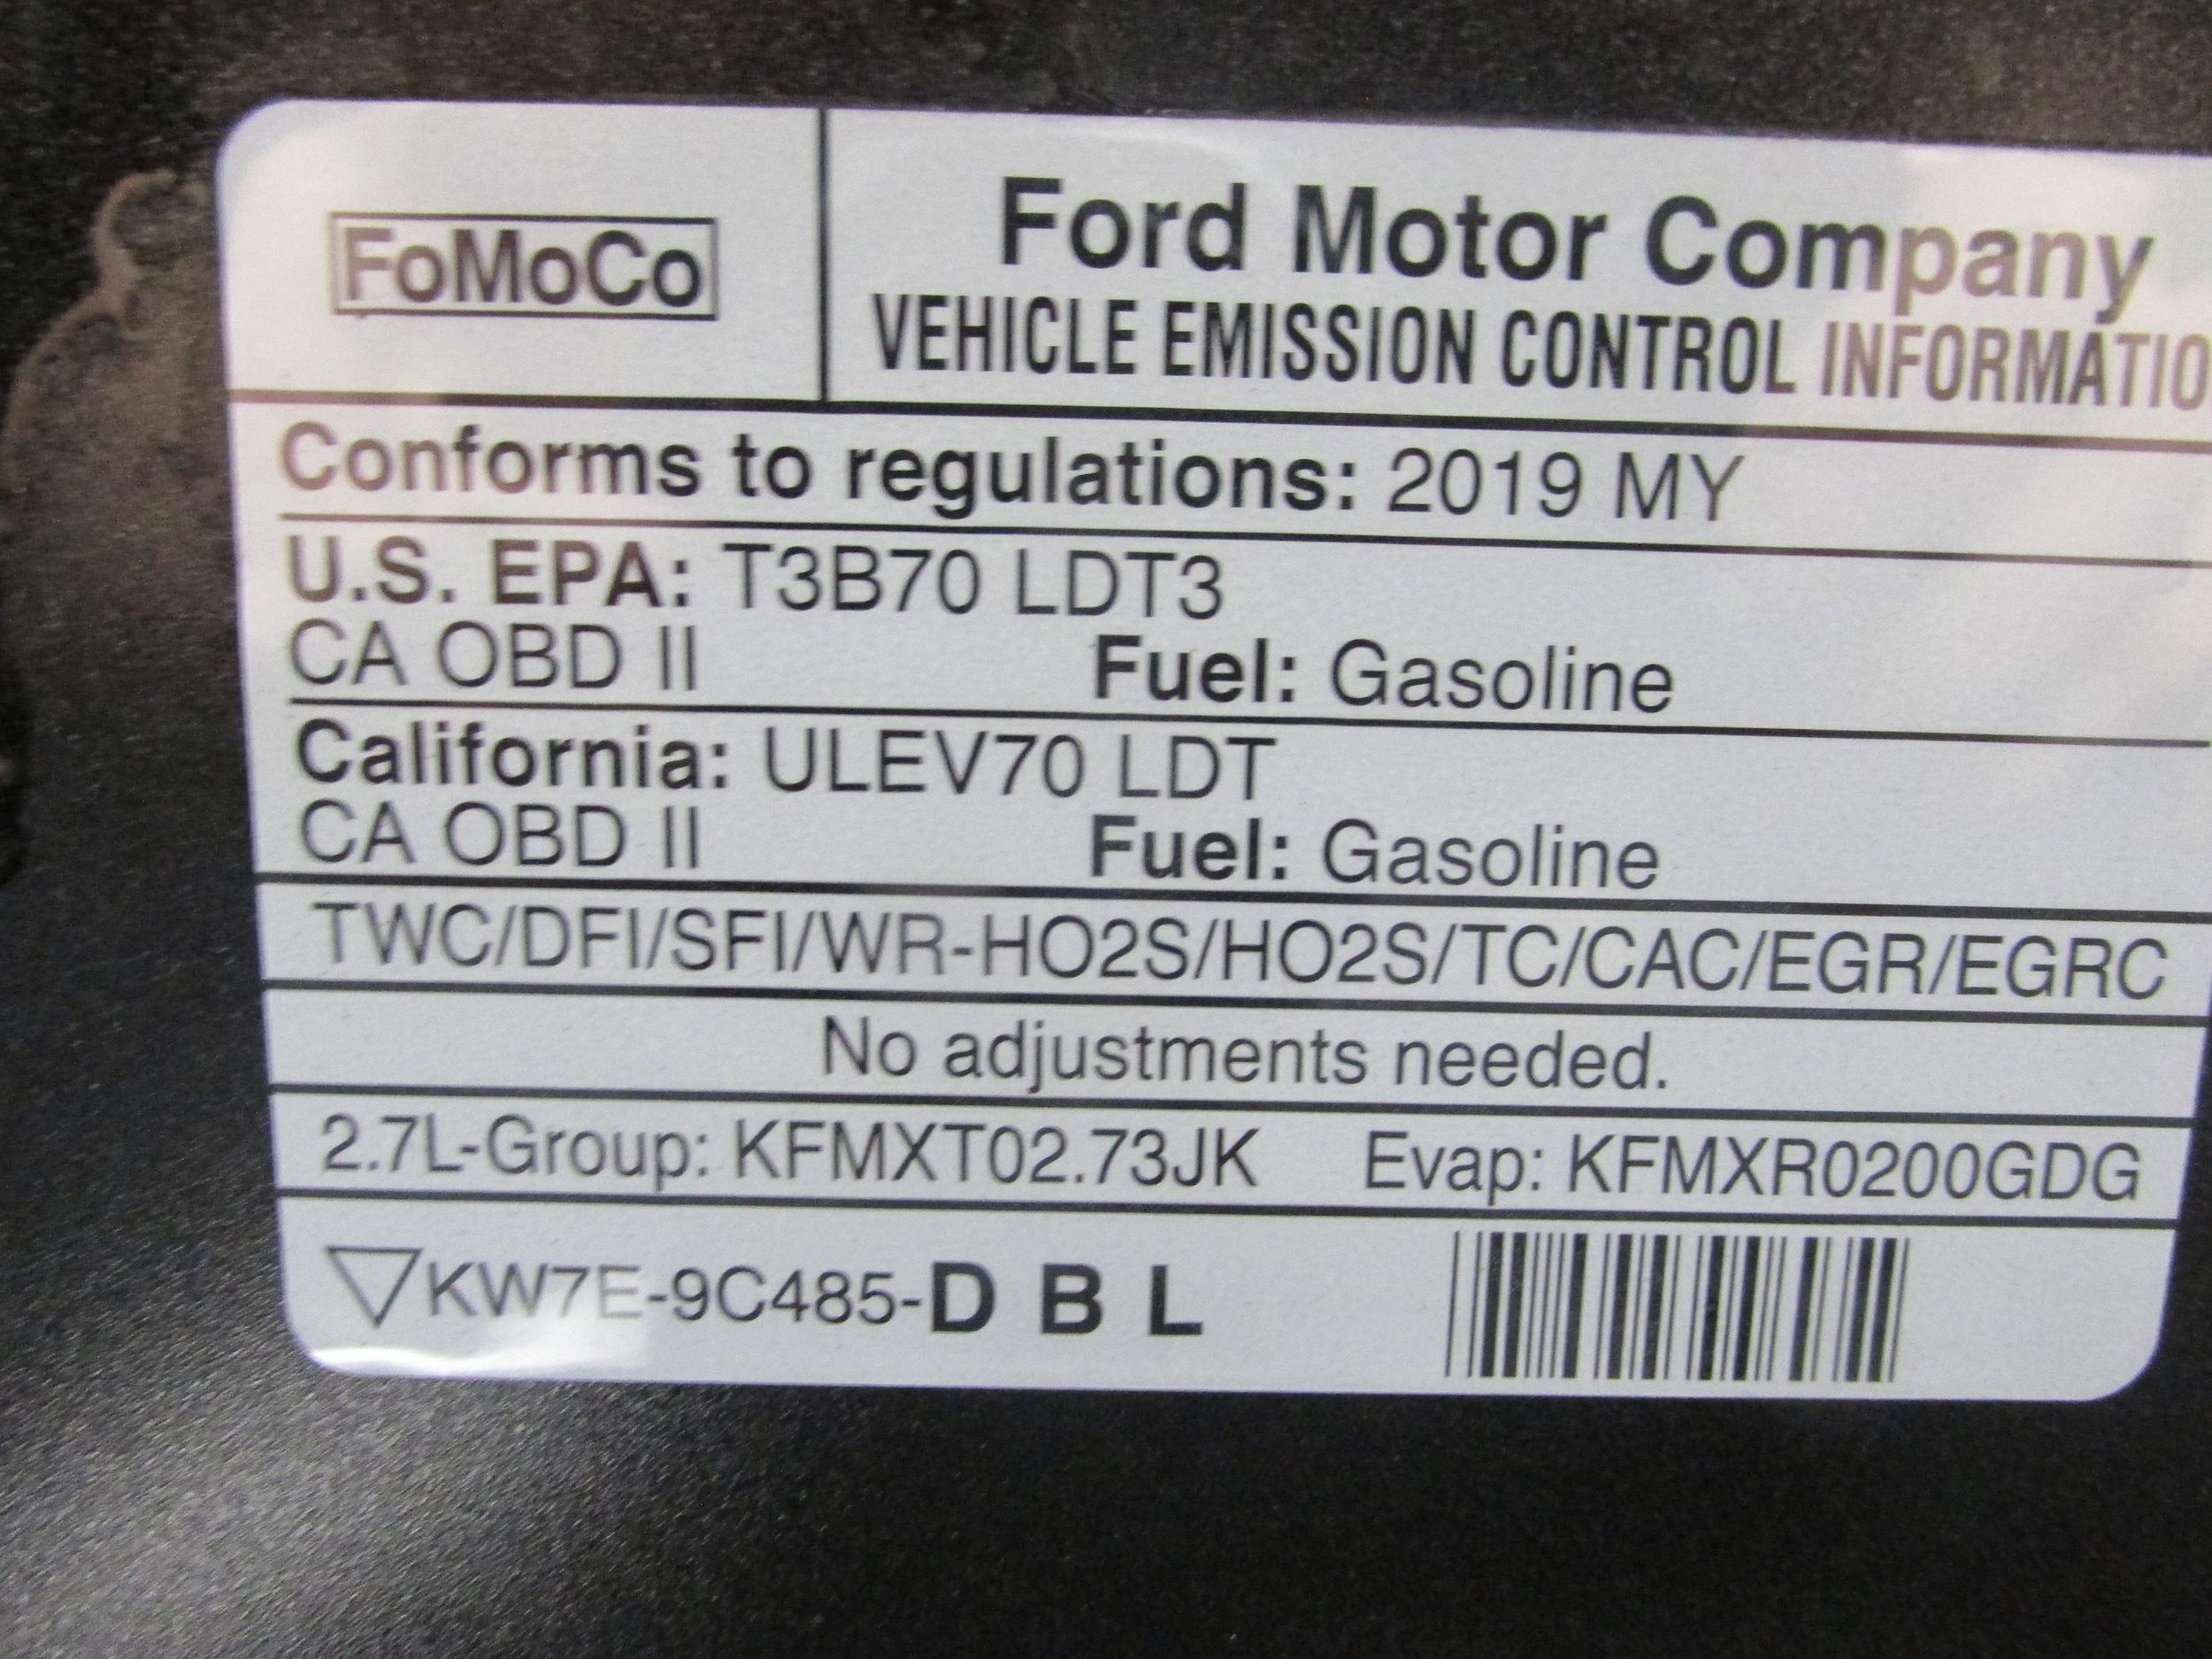 FoMoCo
Ford Motor Company
VEHICLE EMISSION CONTROL INFORMATIO
Conforms to regulations: 2019 MY
U.S. EPA: T3B70 LDT3
CA OBD II Fuel: Gasoline
California: ULEV70 LDT
CA OBD II Fuel: Gasoline
TWC/DFI/SFI/WR-HO2S/HO2S/TC/CAC/EGR/EGRC
No adjustments needed.
2.7L-Group: KFMXT02.73JK Evap: KFMXR0200GDG
▽KW7E-9C485-D B L